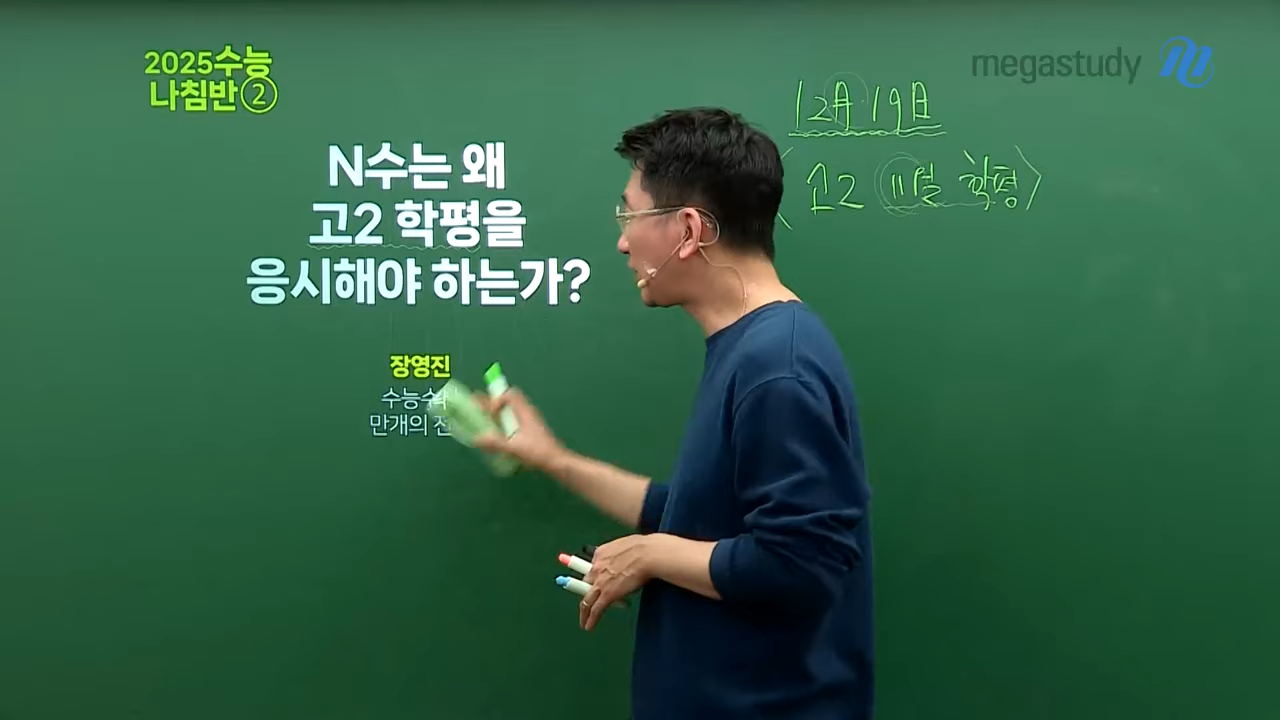 2025수능
나침반②
megastudy
12月 19日
〈고2 11월 학평〉
N수는 왜
고2 학평을
응시해야 하는가?
장영진
수능수
만개의